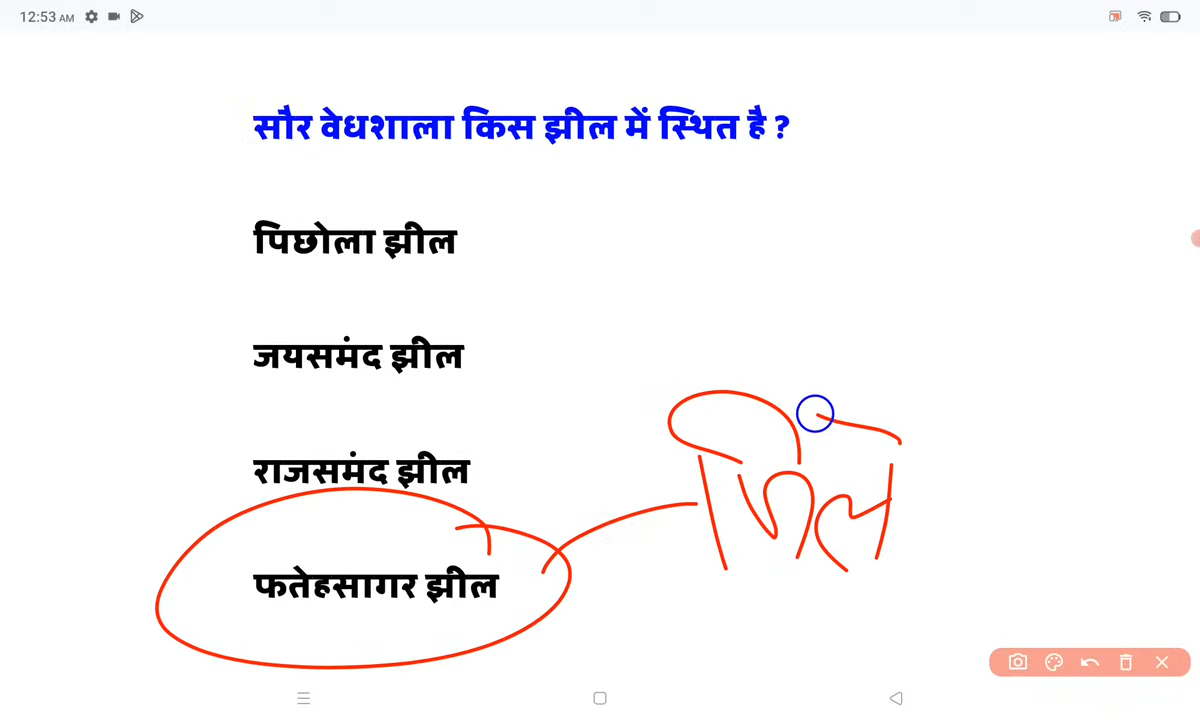 12:53 AM
सौर वेधशाला किस झील में स्थित है ?
पिछोला झील
जयसमंद झील
राजसमंद झील
फतेहसागर झील